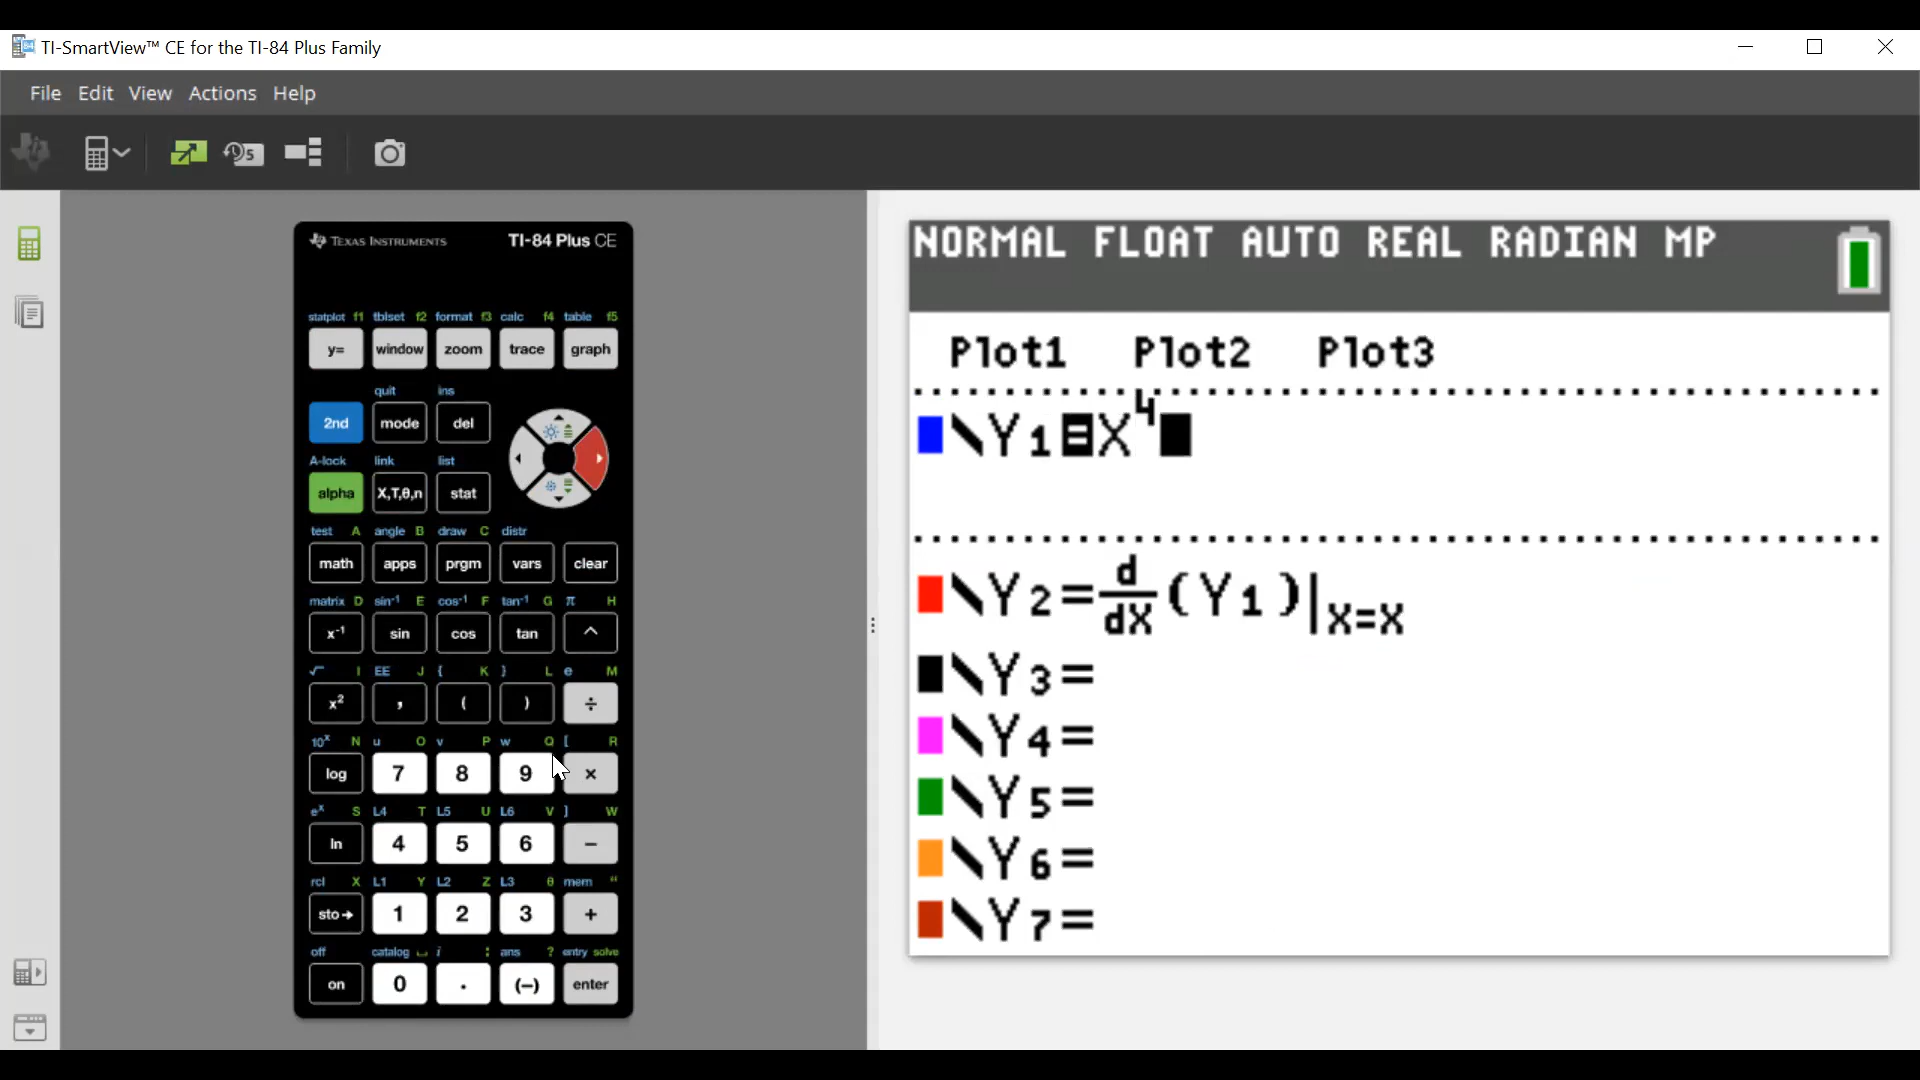 TI-SmartView™ CE for the TI-84 Plus Family
File Edit View Actions Help
5
TEXAS INSTRUMENTS TI-84 Plus CE
statplot f1 tblset f2 format f3 calc f4 table f5
y= window zoom trace graph
quit ins
2nd mode del
A-lock link list
alpha X,T,θ,n stat
test A angle B draw C distr
math apps prgm vars clear
matrix D sin⁻¹ E cos⁻¹ F tan⁻¹ G π H
x⁻¹ sin cos tan ^
√ I EE J { K } L e M
x² , ( ) ÷
10ˣ N u O v P w Q [ R
log 7 8 9 ×
eˣ S L4 T L5 U L6 V ] W
ln 4 5 6 −
rcl X L1 Y L2 Z L3 θ mem "
sto→ 1 2 3 +
off catalog ⎵ i : ans ? entry solve
on 0 . (−) enter
NORMAL FLOAT AUTO REAL RADIAN MP
Plot1 Plot2 Plot3
\Y₁=X⁴
\Y₂=d/dX(Y₁)|X=X
\Y₃=
\Y₄=
\Y₅=
\Y₆=
\Y₇=